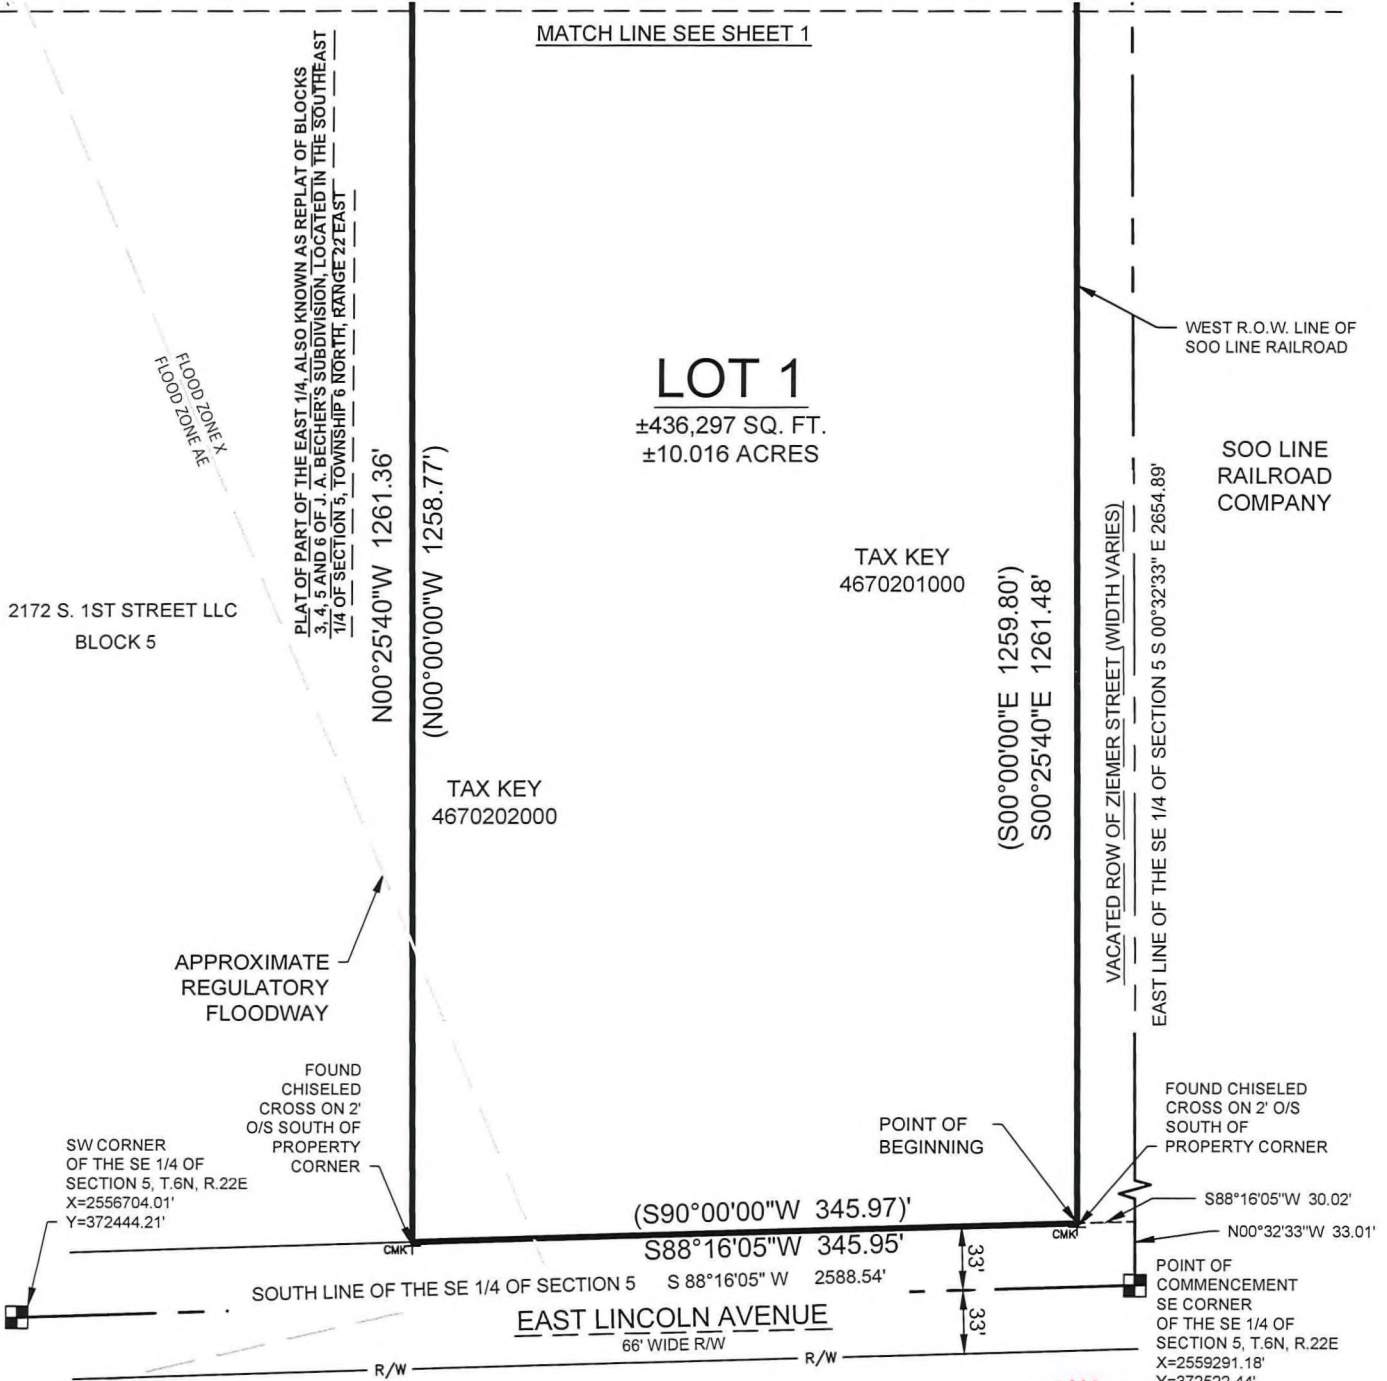 MATCH LINE SEE SHEET 1
PLAT OF PART OF THE EAST 1/4, ALSO KNOWN AS REPLAT OF BLOCKS
3, 4, 5 AND 6 OF J. A. BECHER'S SUBDIVISION, LOCATED IN THE SOUTHEAST
1/4 OF SECTION 5, TOWNSHIP 6 NORTH, RANGE 22 EAST
FLOOD ZONE X
FLOOD ZONE AE
WEST R.O.W. LINE OF
SOO LINE RAILROAD
LOT 1
±436,297 SQ. FT.
±10.016 ACRES
SOO LINE
RAILROAD
COMPANY
N00°25'40"W 1261.36'
(N00°00'00"W 1258.77')
TAX KEY
4670201000
(S00°00'00"E 1259.80')
S00°25'40"E 1261.48'
VACATED ROW OF ZIEMER STREET (WIDTH VARIES)
EAST LINE OF THE SE 1/4 OF SECTION 5 S 00°32'33" E 2654.89'
2172 S. 1ST STREET LLC
BLOCK 5
TAX KEY
4670202000
APPROXIMATE
REGULATORY
FLOODWAY
FOUND
CHISELED
CROSS ON 2'
O/S SOUTH OF
PROPERTY
CORNER
POINT OF
BEGINNING
FOUND CHISELED
CROSS ON 2' O/S
SOUTH OF
PROPERTY CORNER
SW CORNER
OF THE SE 1/4 OF
SECTION 5, T.6N, R.22E
X=2556704.01'
Y=372444.21'
S88°16'05"W 30.02'
N00°32'33"W 33.01'
(S90°00'00"W 345.97)'
S88°16'05"W 345.95'
CMK
CMK
33'
33'
SOUTH LINE OF THE SE 1/4 OF SECTION 5 S 88°16'05" W 2588.54'
EAST LINCOLN AVENUE
66' WIDE R/W
R/W
R/W
POINT OF
COMMENCEMENT
SE CORNER
OF THE SE 1/4 OF
SECTION 5, T.6N, R.22E
X=2559291.18'
Y=372522.44'